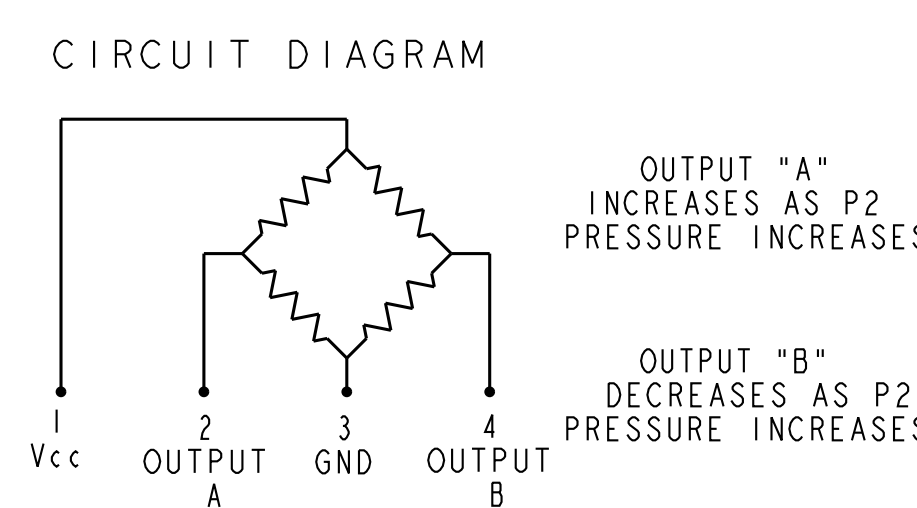 CIRCUIT DIAGRAM
OUTPUT "A"
INCREASES AS P2
PRESSURE INCREASES
OUTPUT "B"
DECREASES AS P2
PRESSURE INCREASES
1
Vcc
2
OUTPUT
A
3
GND
4
OUTPUT
B